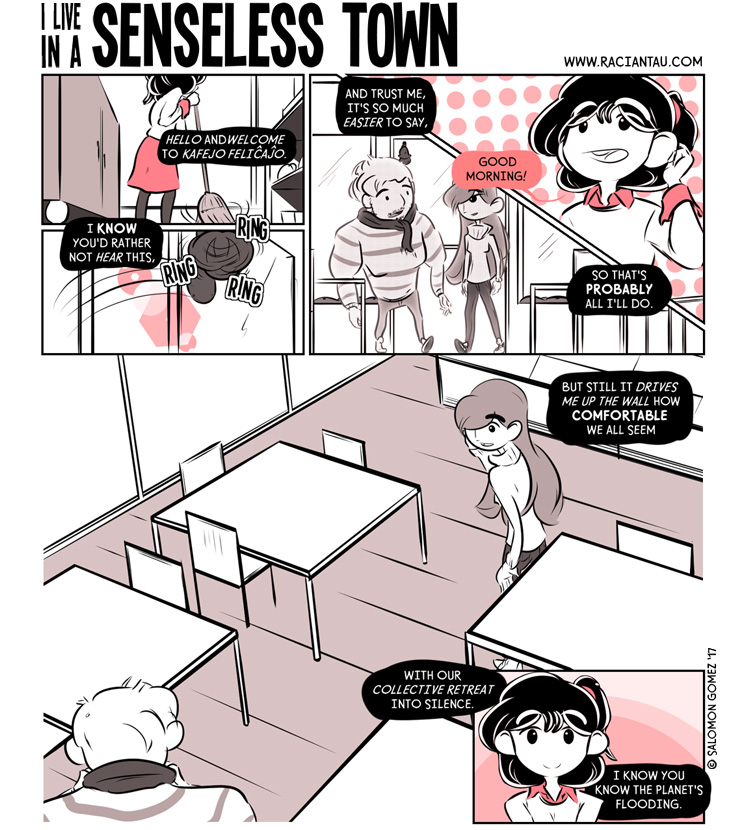 I LIVE
IN A SENSELESS TOWN
WWW.RACIANTAU.COM
HELLO AND WELCOME
TO KAFEJO FELIĈAĴO.
I KNOW
YOU'D RATHER
NOT HEAR THIS,
RING
RING
RING
AND TRUST ME,
IT'S SO MUCH
EASIER TO SAY,
GOOD
MORNING!
SO THAT'S
PROBABLY
ALL I'LL DO.
BUT STILL IT DRIVES
ME UP THE WALL HOW
COMFORTABLE
WE ALL SEEM
WITH OUR
COLLECTIVE RETREAT
INTO SILENCE.
I KNOW YOU
KNOW THE PLANET'S
FLOODING.
© SALOMON GOMEZ '17